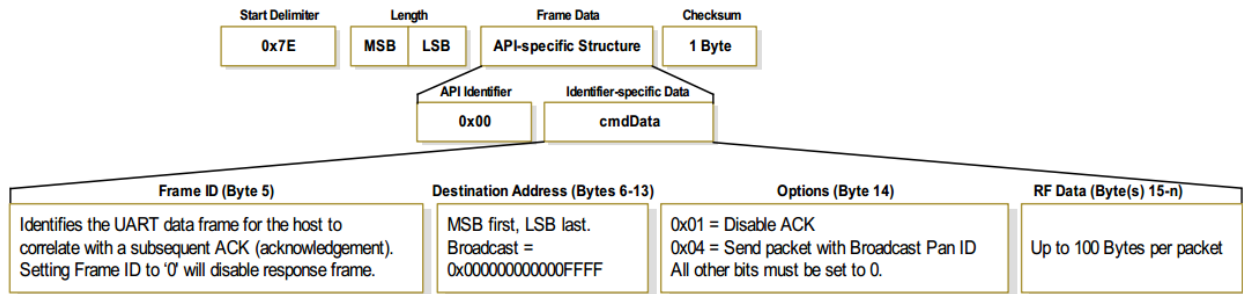 Start Delimiter Length Frame Data Checksum
0x7E MSB LSB API-specific Structure 1 Byte
API Identifier Identifier-specific Data
0x00 cmdData
Frame ID (Byte 5)
Identifies the UART data frame for the host to
correlate with a subsequent ACK (acknowledgement).
Setting Frame ID to ‘0’ will disable response frame.
Destination Address (Bytes 6-13)
MSB first, LSB last.
Broadcast =
0x000000000000FFFF
Options (Byte 14)
0x01 = Disable ACK
0x04 = Send packet with Broadcast Pan ID
All other bits must be set to 0.
RF Data (Byte(s) 15-n)
Up to 100 Bytes per packet